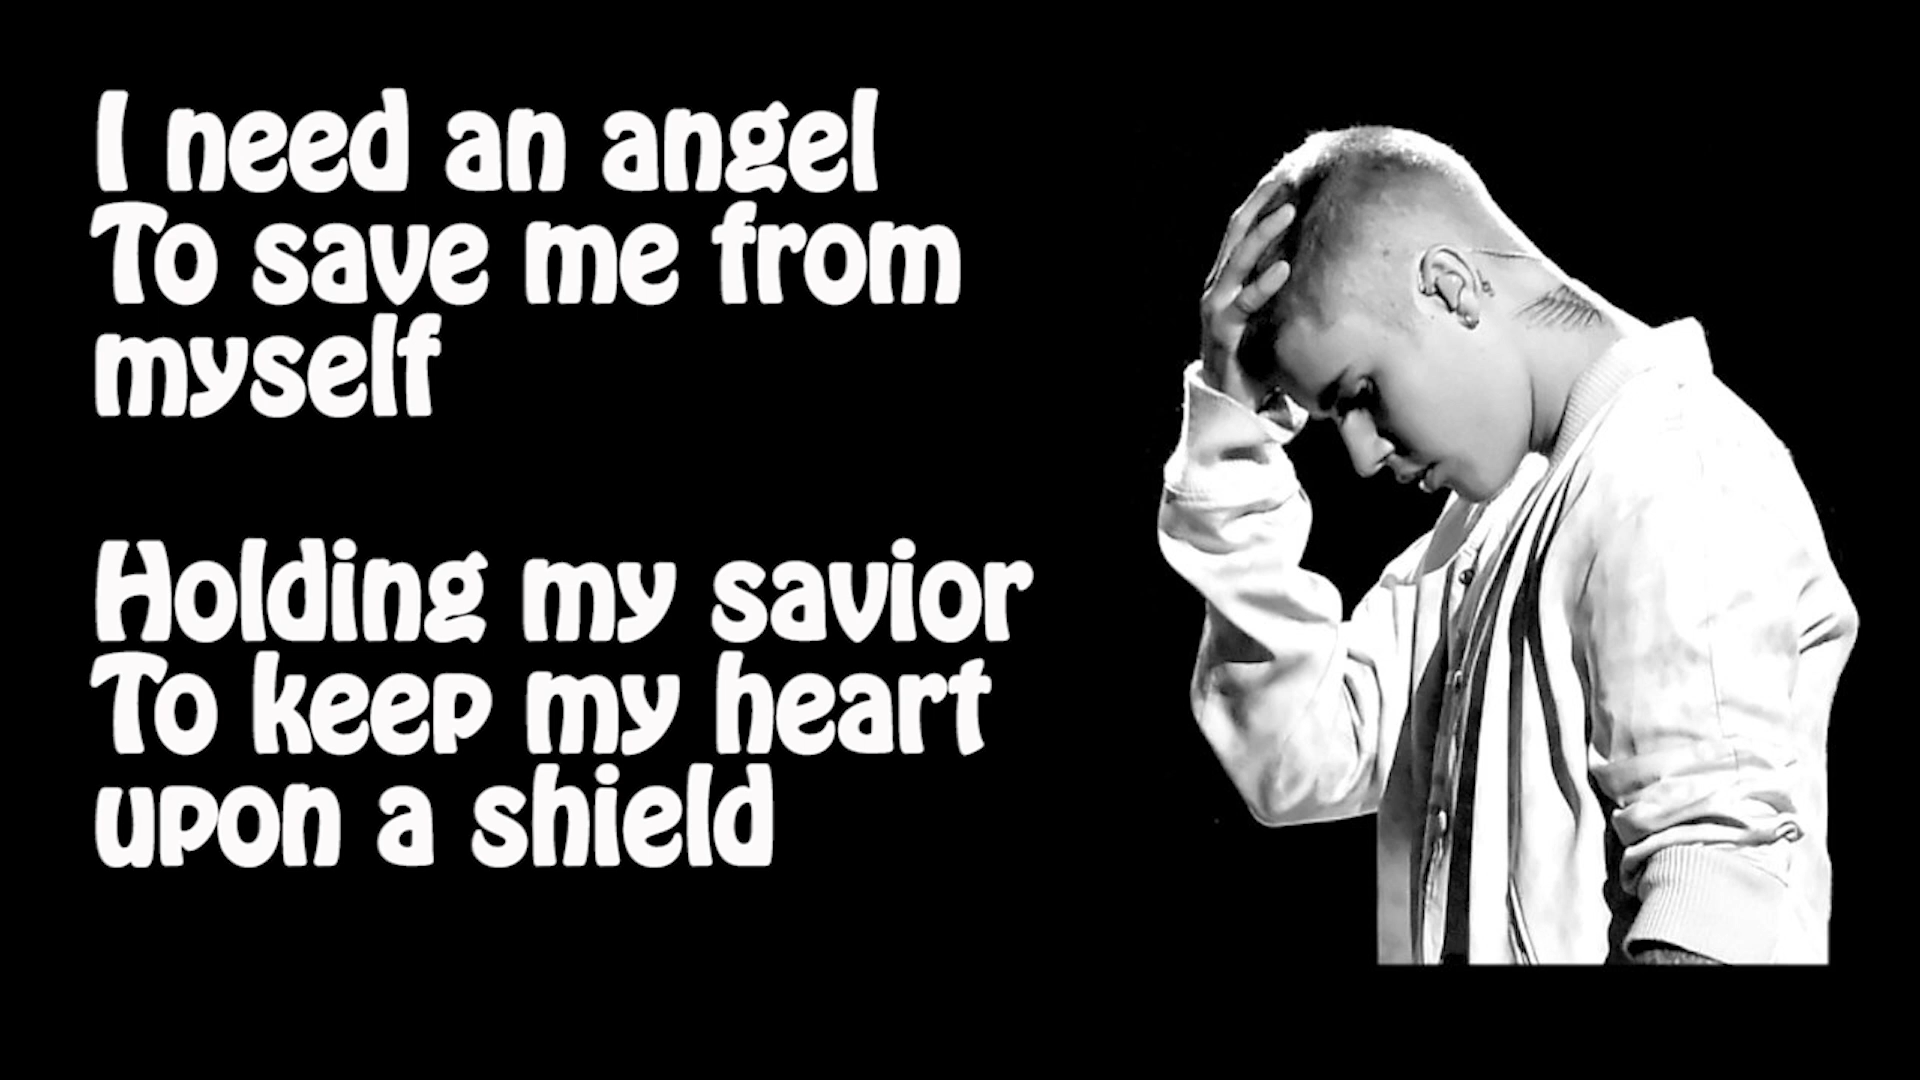 I need an angel
To save me from
myself
Holding my savior
To keep my heart
upon a shield